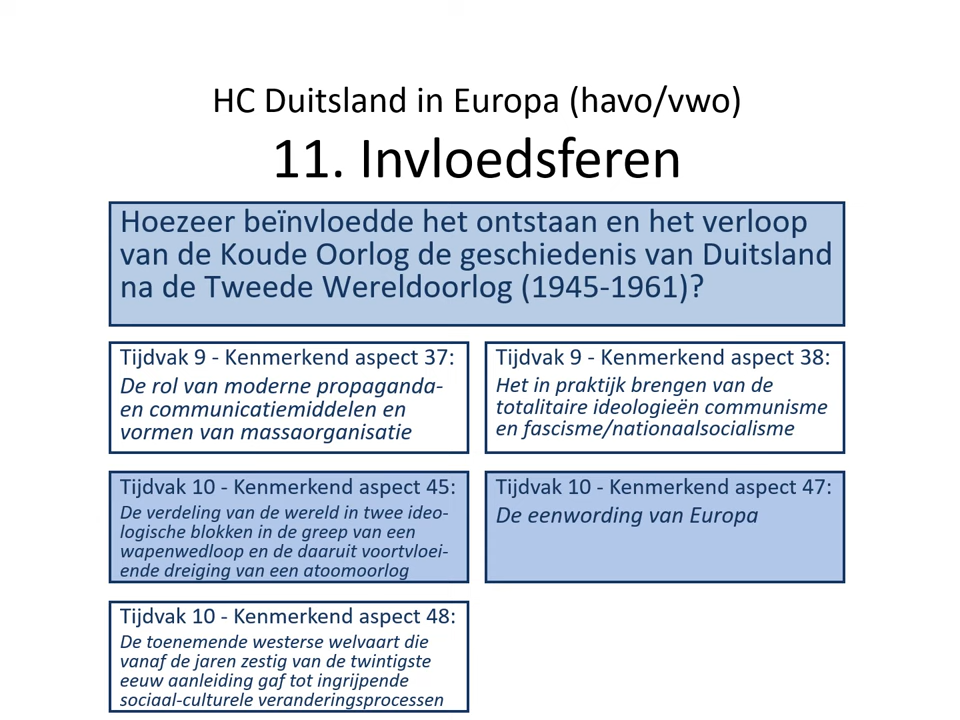 HC Duitsland in Europa (havo/vwo)
11. Invloedsferen
Hoezeer beïnvloedde het ontstaan en het verloop
van de Koude Oorlog de geschiedenis van Duitsland
na de Tweede Wereldoorlog (1945-1961)?
Tijdvak 9 - Kenmerkend aspect 37:
De rol van moderne propaganda-
en communicatiemiddelen en
vormen van massaorganisatie
Tijdvak 9 - Kenmerkend aspect 38:
Het in praktijk brengen van de
totalitaire ideologieën communisme
en fascisme/nationaalsocialisme
Tijdvak 10 - Kenmerkend aspect 45:
De verdeling van de wereld in twee ideo-
logische blokken in de greep van een
wapenwedloop en de daaruit voortvloei-
ende dreiging van een atoomoorlog
Tijdvak 10 - Kenmerkend aspect 47:
De eenwording van Europa
Tijdvak 10 - Kenmerkend aspect 48:
De toenemende westerse welvaart die
vanaf de jaren zestig van de twintigste
eeuw aanleiding gaf tot ingrijpende
sociaal-culturele veranderingsprocessen